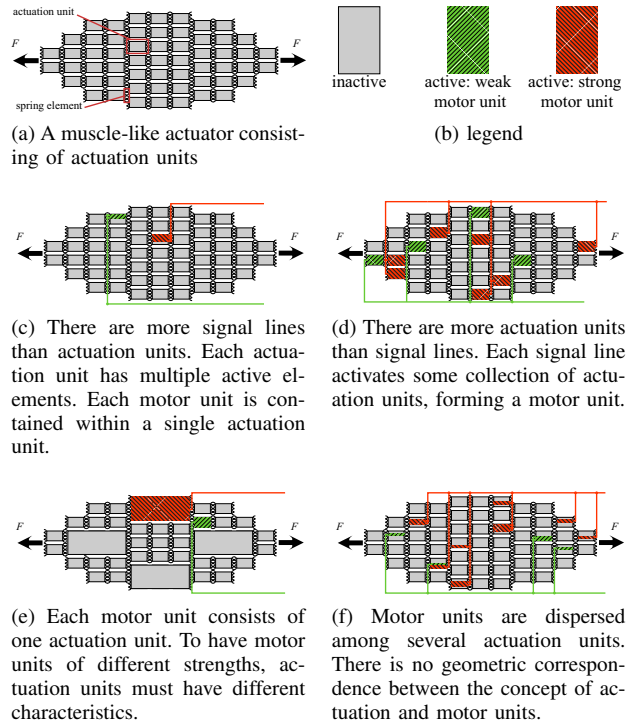 actuation unit
F
F
spring element
inactive
active: weak
motor unit
active: strong
motor unit
(a) A muscle-like actuator consist-
ing of actuation units
(b) legend
F
F
(c) There are more signal lines
than actuation units. Each actua-
tion unit has multiple active el-
ements. Each motor unit is con-
tained within a single actuation
unit.
F
F
(d) There are more actuation units
than signal lines. Each signal line
activates some collection of actu-
ation units, forming a motor unit.
F
F
(e) Each motor unit consists of
one actuation unit. To have motor
units of different strengths, ac-
tuation units must have different
characteristics.
F
F
(f) Motor units are dispersed
among several actuation units.
There is no geometric correspon-
dence between the concept of ac-
tuation and motor units.